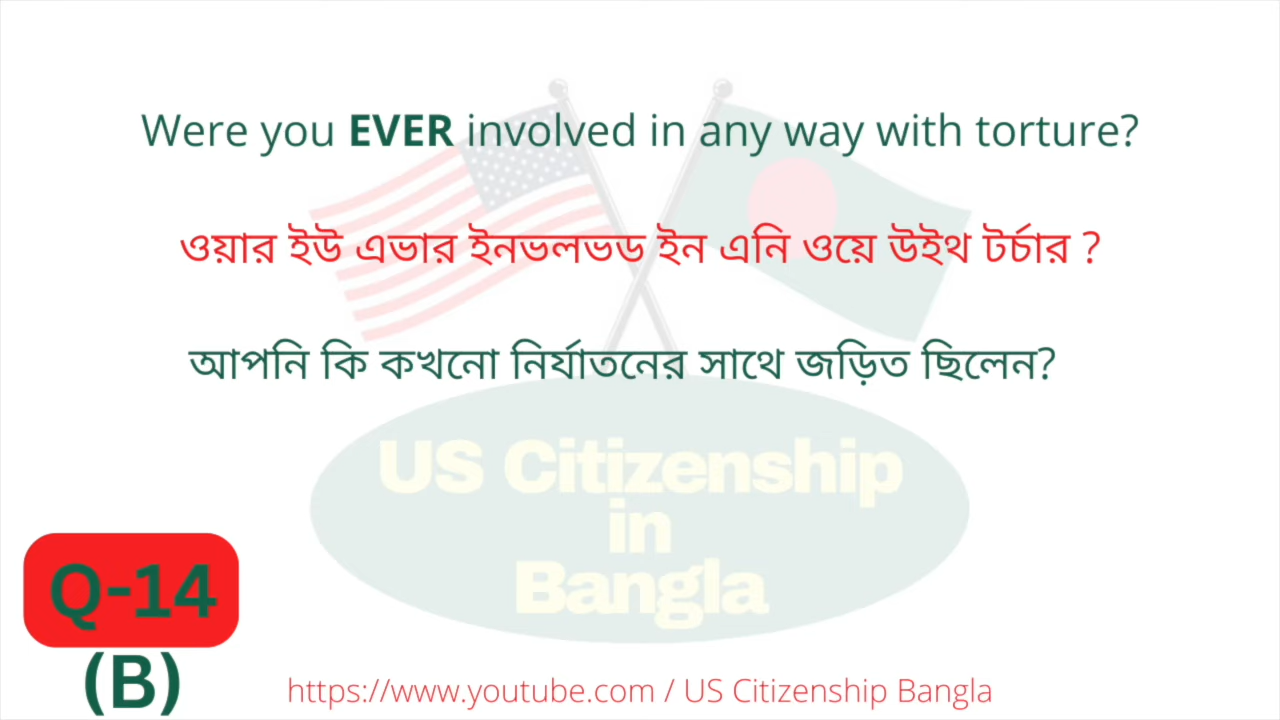 Were you EVER involved in any way with torture?
ওয়ার ইউ এভার ইনভলভড ইন এনি ওয়ে উইথ টর্চার ?
আপনি কি কখনো নির্যাতনের সাথে জড়িত ছিলেন?
US Citizenship
in
Bangla
Q-14
(B)
https://www.youtube.com / US Citizenship Bangla